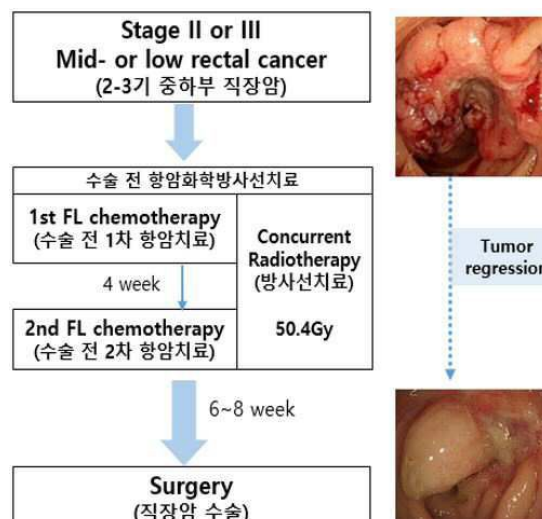 Stage II or III
Mid- or low rectal cancer
(2-3기 중하부 직장암)
수술 전 항암화학방사선치료
1st FL chemotherapy
(수술 전 1차 항암치료)
4 week
2nd FL chemotherapy
(수술 전 2차 항암치료)
Concurrent
Radiotherapy
(방사선치료)
50.4Gy
Tumor
regression
6~8 week
Surgery
(직장암 수술)